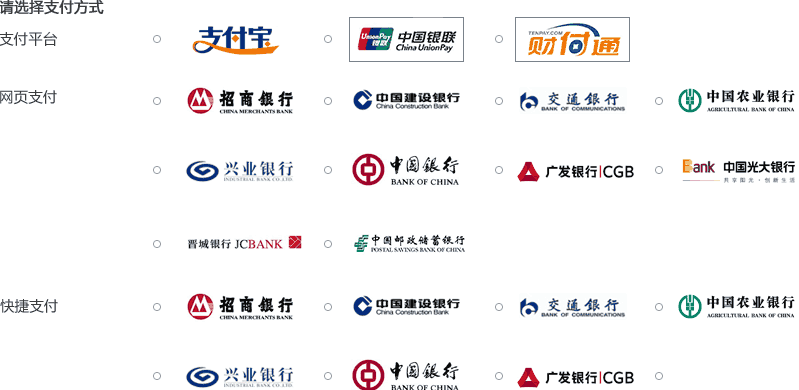 请选择支付方式
支付平台
支付宝
UnionPay 银联 中国银联 China UnionPay
TENPAY.COM 财付通
网页支付
招商银行 CHINA MERCHANTS BANK
中国建设银行 China Construction Bank
交通银行 BANK OF COMMUNICATIONS
中国农业银行 AGRICULTURAL BANK OF CHINA
兴业银行 INDUSTRIAL BANK CO.,LTD.
中国银行 BANK OF CHINA
广发银行|CGB
Bank 中国光大银行 共享阳光·创新生活
晋城银行 JCBANK
中国邮政储蓄银行 POSTAL SAVINGS BANK OF CHINA
快捷支付
招商银行 CHINA MERCHANTS BANK
中国建设银行 China Construction Bank
交通银行 BANK OF COMMUNICATIONS
中国农业银行 AGRICULTURAL BANK OF CHINA
兴业银行 INDUSTRIAL BANK CO.,LTD.
中国银行 BANK OF CHINA
广发银行|CGB